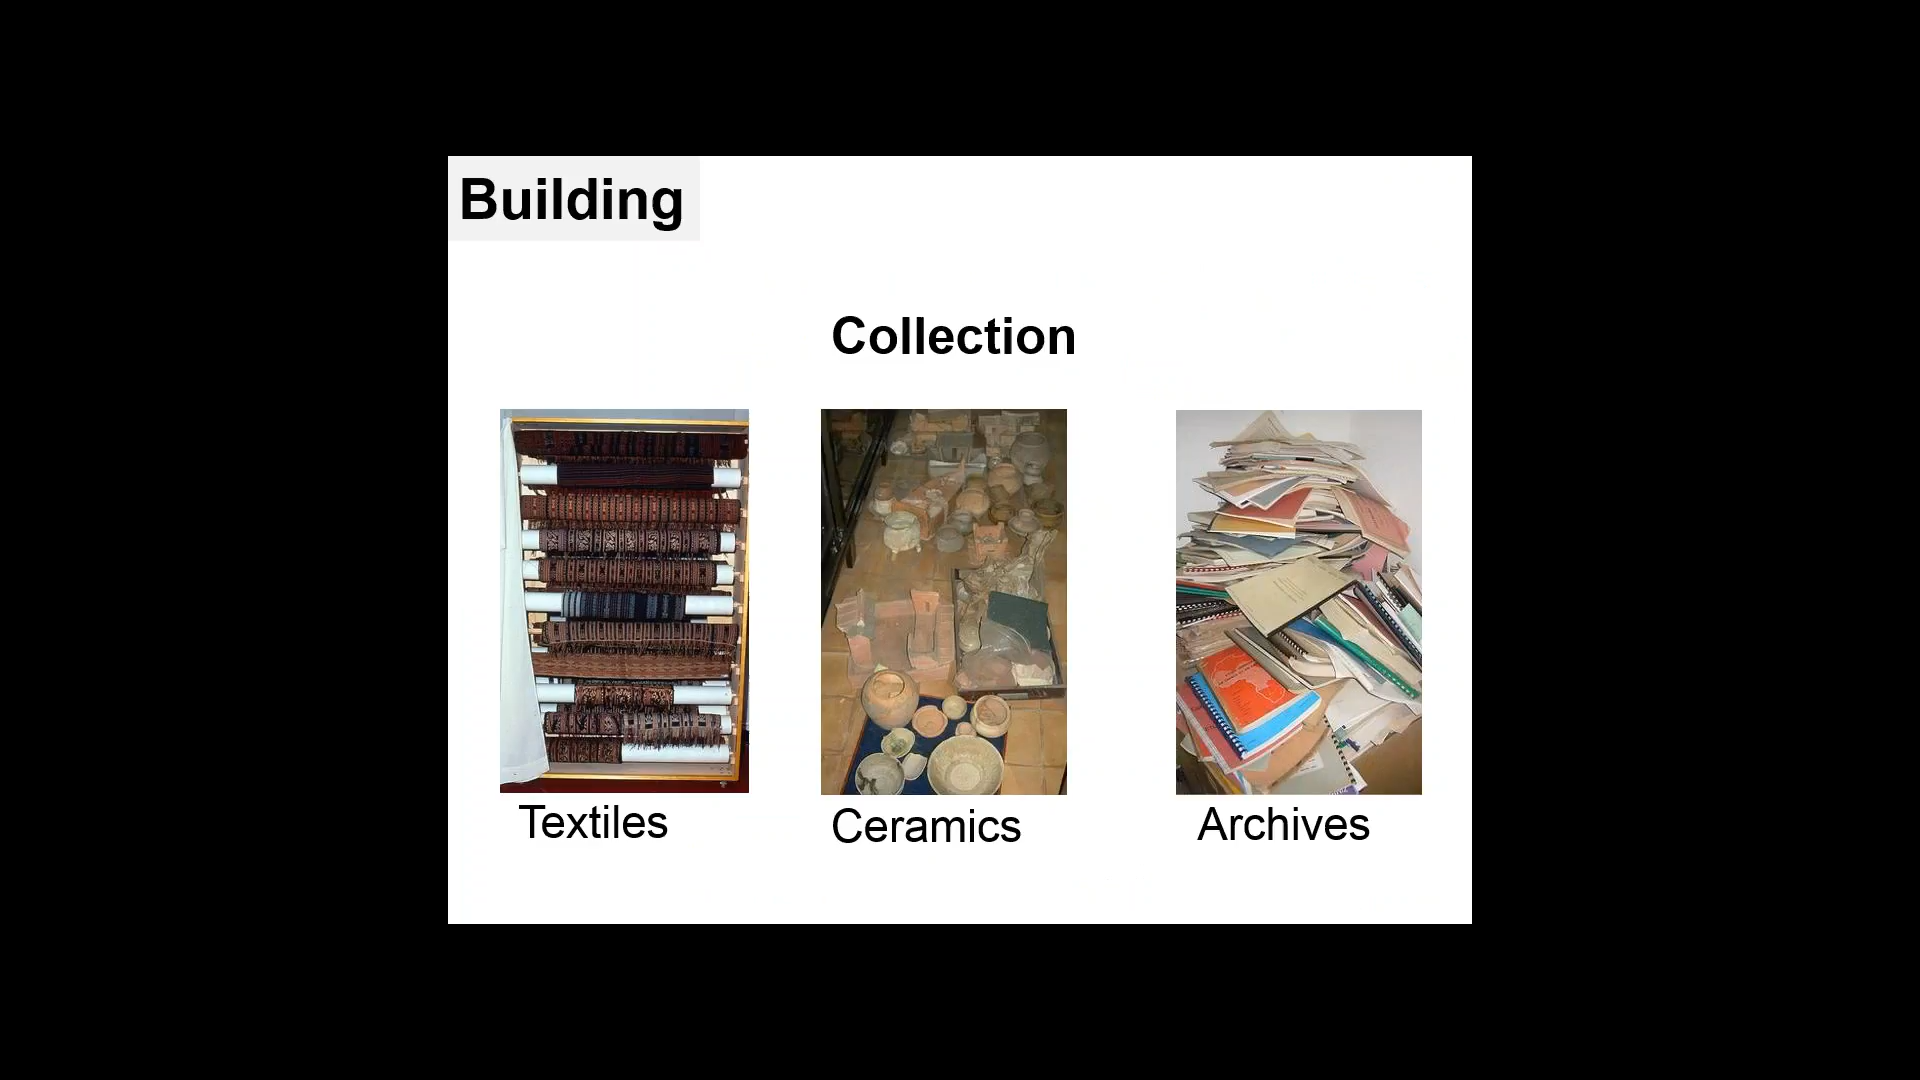 Building
Collection
Textiles
Ceramics
Archives